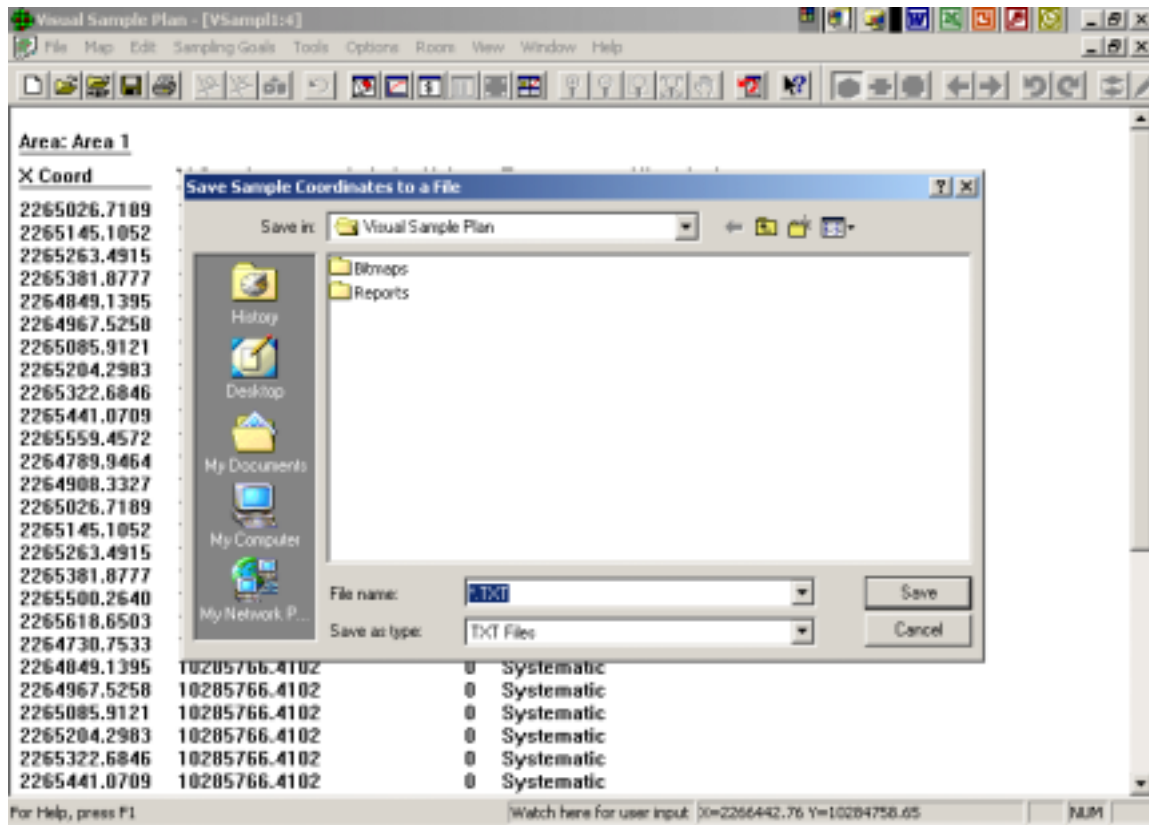 Visual Sample Plan - [VSampl1:4]
File Map Edit Sampling Goals Tools Options Room View Window Help
Area: Area 1
X Coord
Save Sample Coordinates to a File
2265026.7189
2265145.1052
2265263.4915
2265381.8777
2264849.1395
2264967.5258
2265085.9121
2265204.2983
2265322.6846
2265441.0709
2265559.4572
2264789.9464
2264908.3327
2265026.7189
2265145.1052
2265263.4915
2265381.8777
2265500.2640
2265618.6503
2264730.7533
Save in: Visual Sample Plan
Bitmaps
Reports
History
Desktop
My Documents
My Computer
My Network P...
File name: *.TXT Save
Save as type: TXT Files Cancel
2264849.1395 10285766.4102 0 Systematic
2264967.5258 10285766.4102 0 Systematic
2265085.9121 10285766.4102 0 Systematic
2265204.2983 10285766.4102 0 Systematic
2265322.6846 10285766.4102 0 Systematic
2265441.0709 10285766.4102 0 Systematic
For Help, press F1 Watch here for user input X=2266442.76 Y=10284758.65 NUM